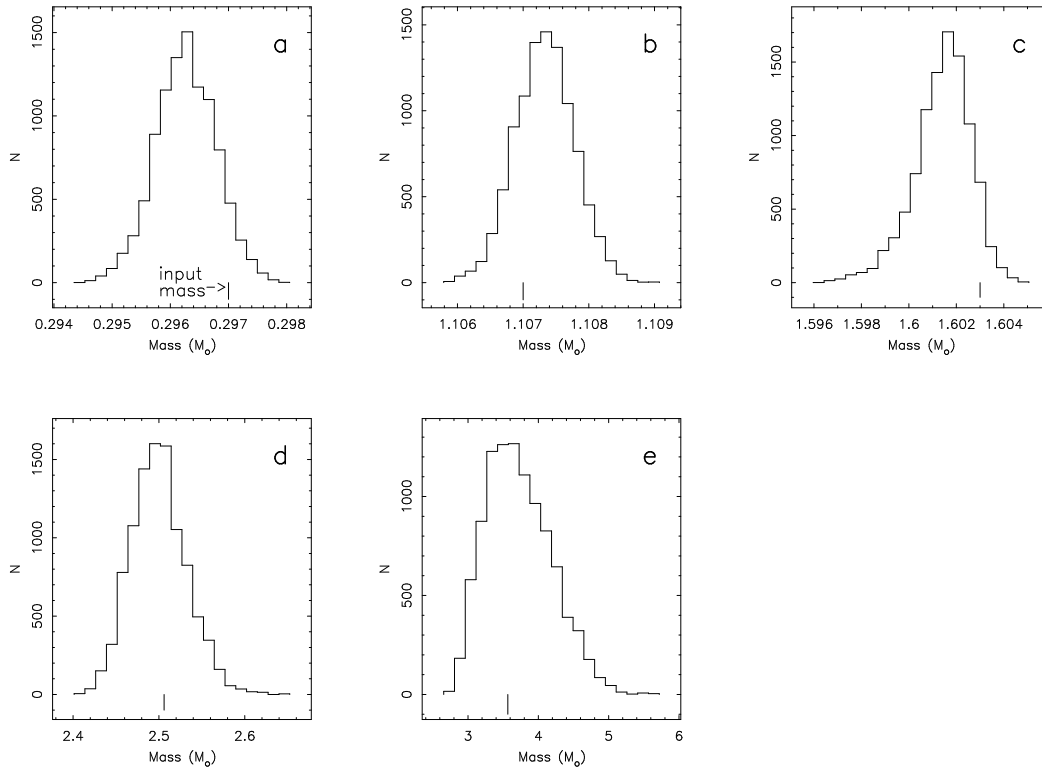 a
N
1500
1000
500
0
input
mass->
0.294 0.295 0.296 0.297 0.298
Mass (Mo)
b
N
1500
1000
500
0
1.106 1.107 1.108 1.109
Mass (Mo)
c
N
1500
1000
500
0
1.596 1.598 1.6 1.602 1.604
Mass (Mo)
d
N
1500
1000
500
0
2.4 2.5 2.6
Mass (Mo)
e
N
1000
500
0
3 4 5 6
Mass (Mo)